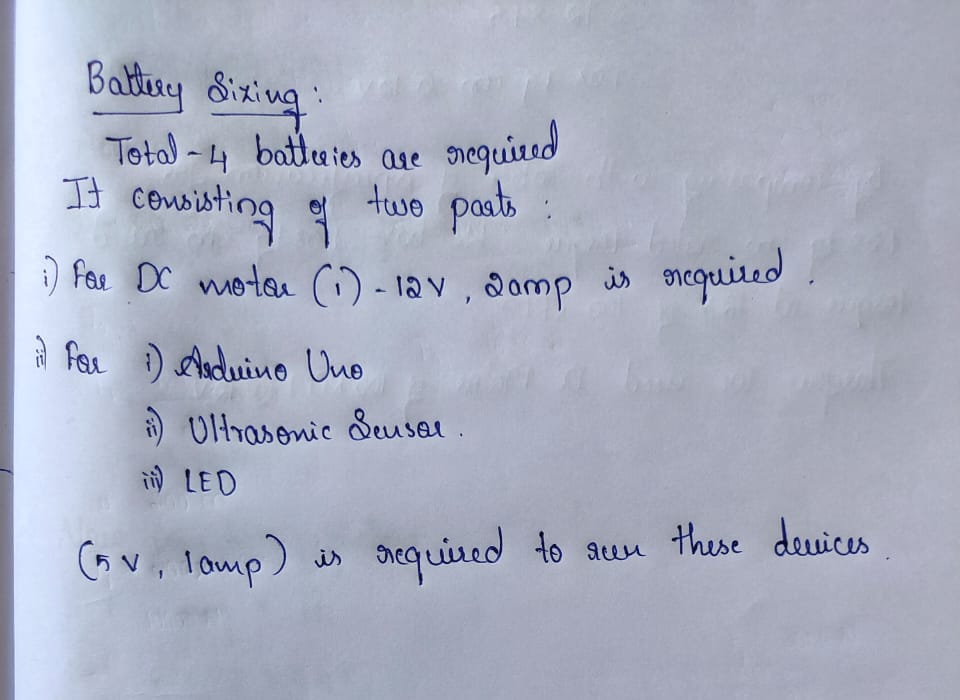 Battery Sizing :
Total - 4 batteries are required
It consisting of two parts :
i) For DC motor (1) - 12V , 2amp is required .
ii) For i) Arduino Uno
ii) Ultrasonic Sensor .
iii) LED
(5V , 1amp) is required to run these devices .